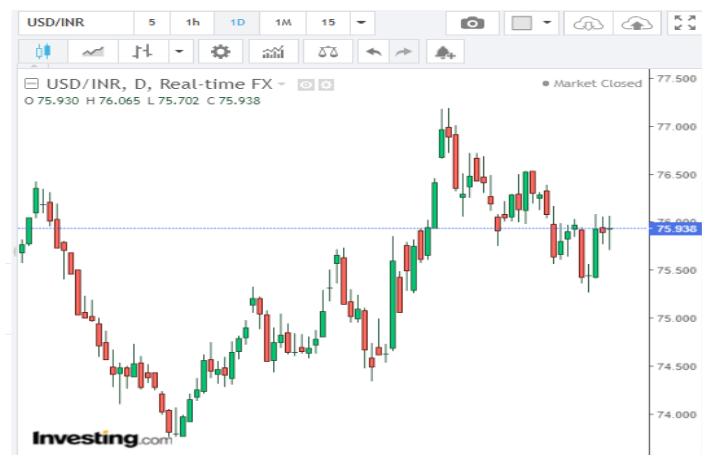 USD/INR 5 1h 1D 1M 15
USD/INR, D, Real-time FX
Market Closed
O 75.930 H 76.065 L 75.702 C 75.938
77.500
77.000
76.500
76.000
75.938
75.500
75.000
74.500
74.000
Investing.com